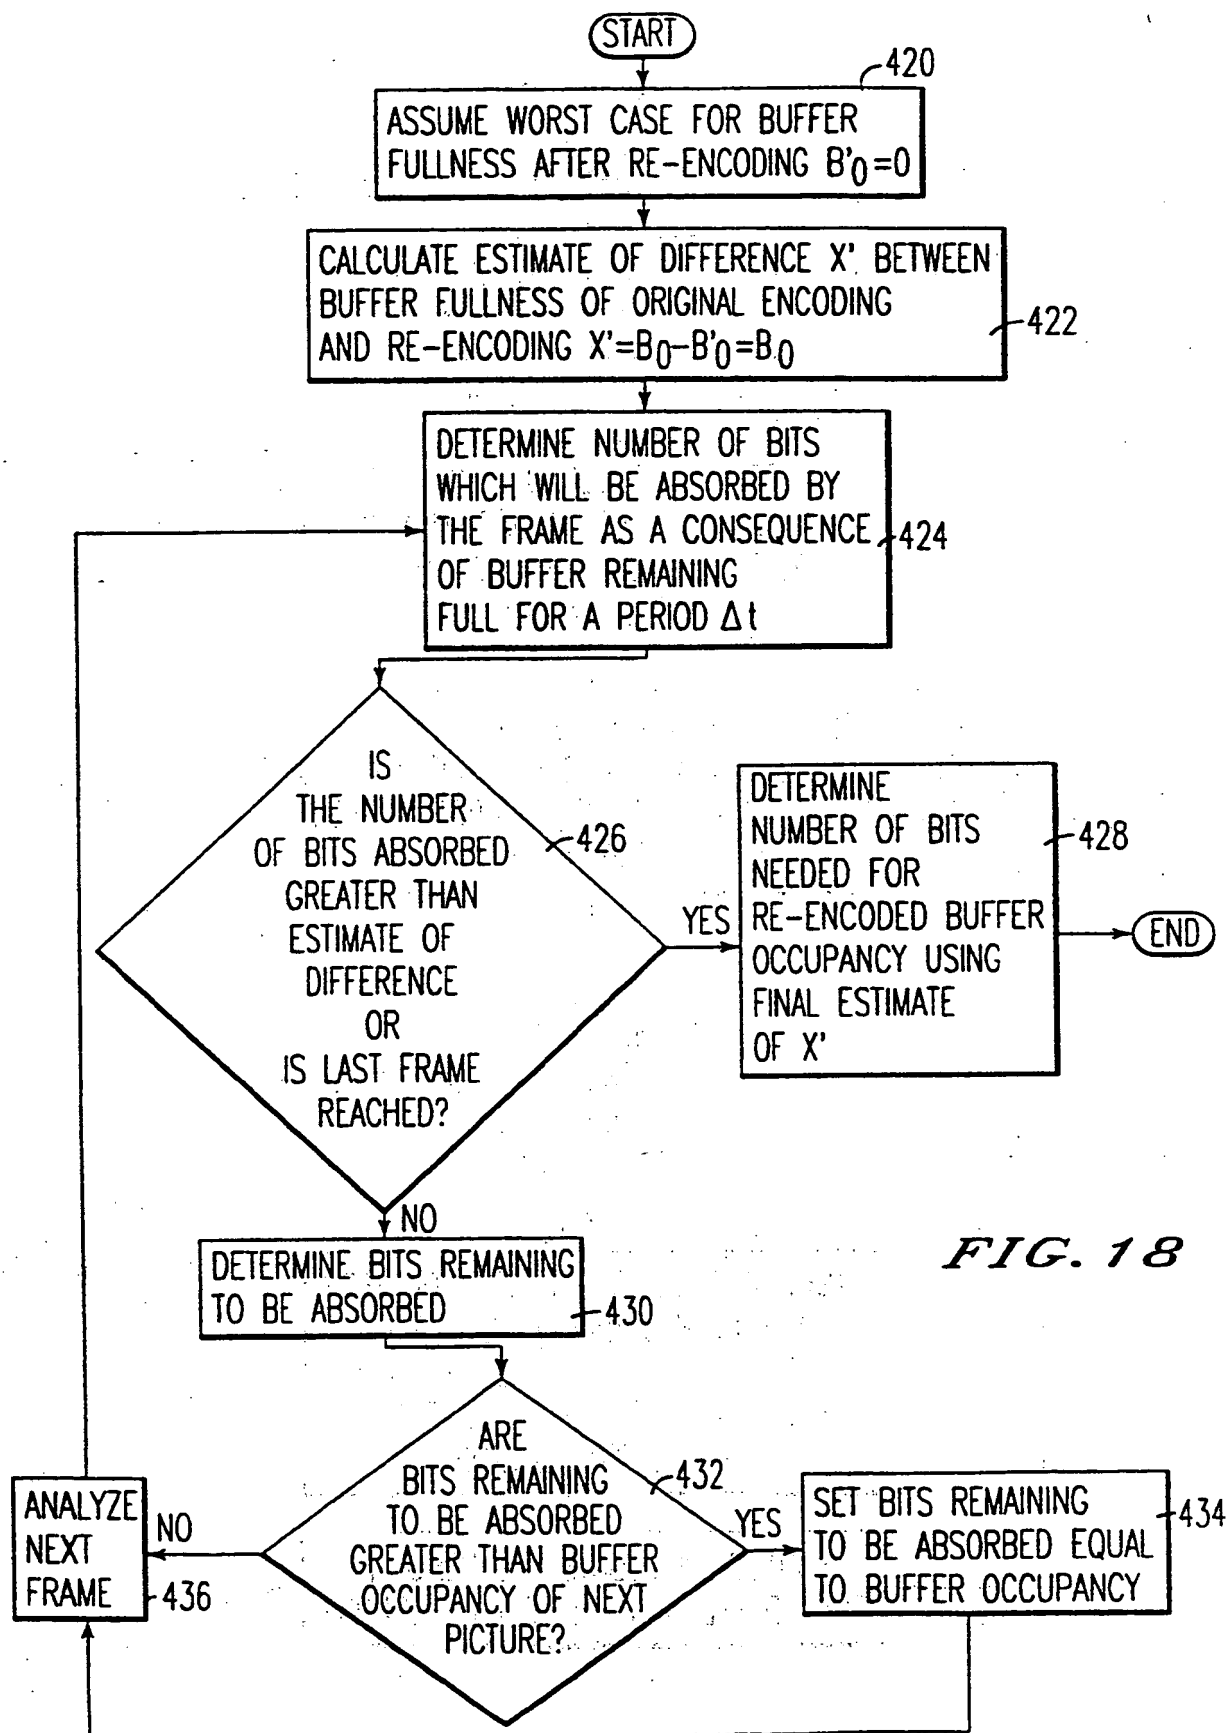 START
420
ASSUME WORST CASE FOR BUFFER
FULLNESS AFTER RE-ENCODING B'0=0
CALCULATE ESTIMATE OF DIFFERENCE X' BETWEEN
BUFFER FULLNESS OF ORIGINAL ENCODING
AND RE-ENCODING X'=B0-B'0=B0
422
DETERMINE NUMBER OF BITS
WHICH WILL BE ABSORBED BY
THE FRAME AS A CONSEQUENCE
OF BUFFER REMAINING
FULL FOR A PERIOD Δt
424
IS
THE NUMBER
OF BITS ABSORBED
GREATER THAN
ESTIMATE OF
DIFFERENCE
OR
IS LAST FRAME
REACHED?
426
YES
DETERMINE
NUMBER OF BITS
NEEDED FOR
RE-ENCODED BUFFER
OCCUPANCY USING
FINAL ESTIMATE
OF X'
428
END
NO
DETERMINE BITS REMAINING
TO BE ABSORBED
430
FIG. 18
ARE
BITS REMAINING
TO BE ABSORBED
GREATER THAN BUFFER
OCCUPANCY OF NEXT
PICTURE?
432
YES
SET BITS REMAINING
TO BE ABSORBED EQUAL
TO BUFFER OCCUPANCY
434
NO
ANALYZE
NEXT
FRAME
436